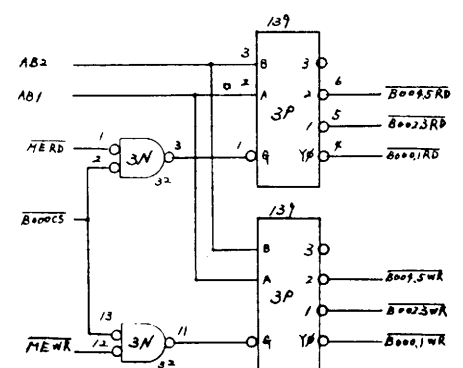 139
AB2 3 B 3
AB1 2 A 2 6 B004,5RD
3P 1 5 B002,3RD
MERD 1 3N 3 1 G YØ 4 B000,1RD
2 32
B000CS
139
B 3
A 2 B004,5WR
3P 1 B002,3WR
13 3N 11 G YØ B000,1WR
MEWR 12 32